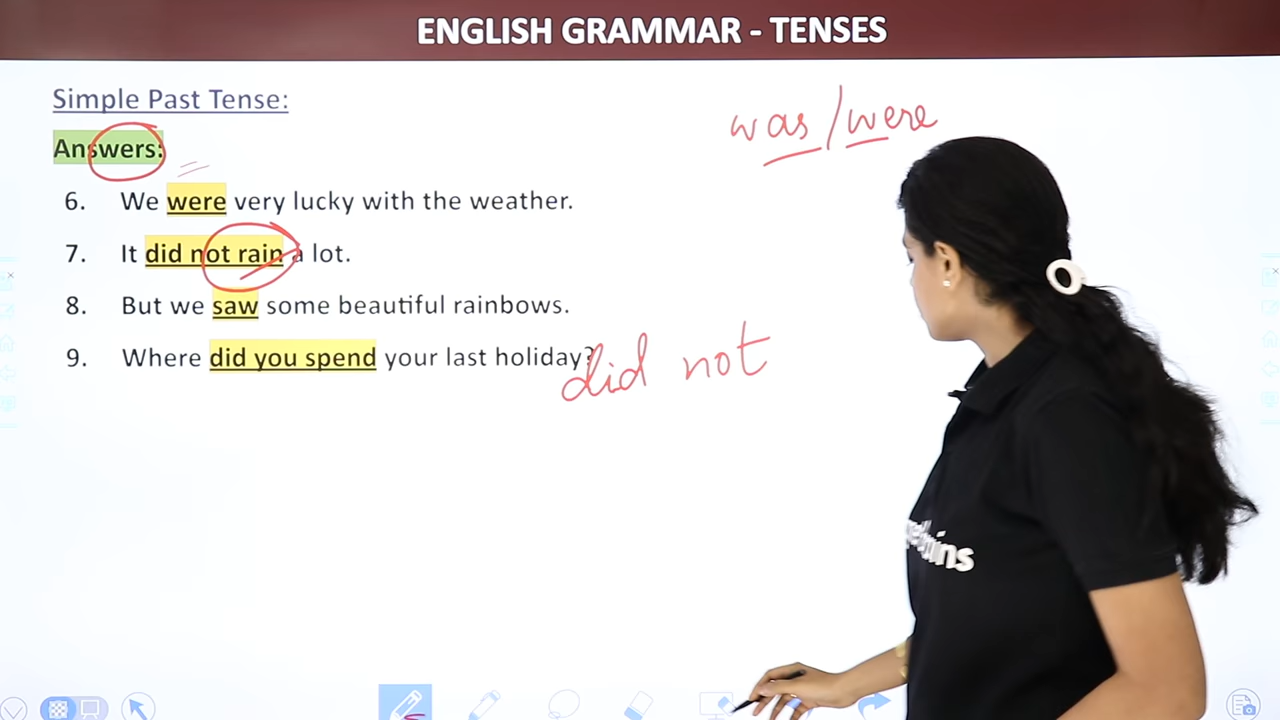 ENGLISH GRAMMAR - TENSES
Simple Past Tense:
was/were
Answers:
6. We were very lucky with the weather.
7. It did not rain a lot.
8. But we saw some beautiful rainbows.
9. Where did you spend your last holiday?
did not